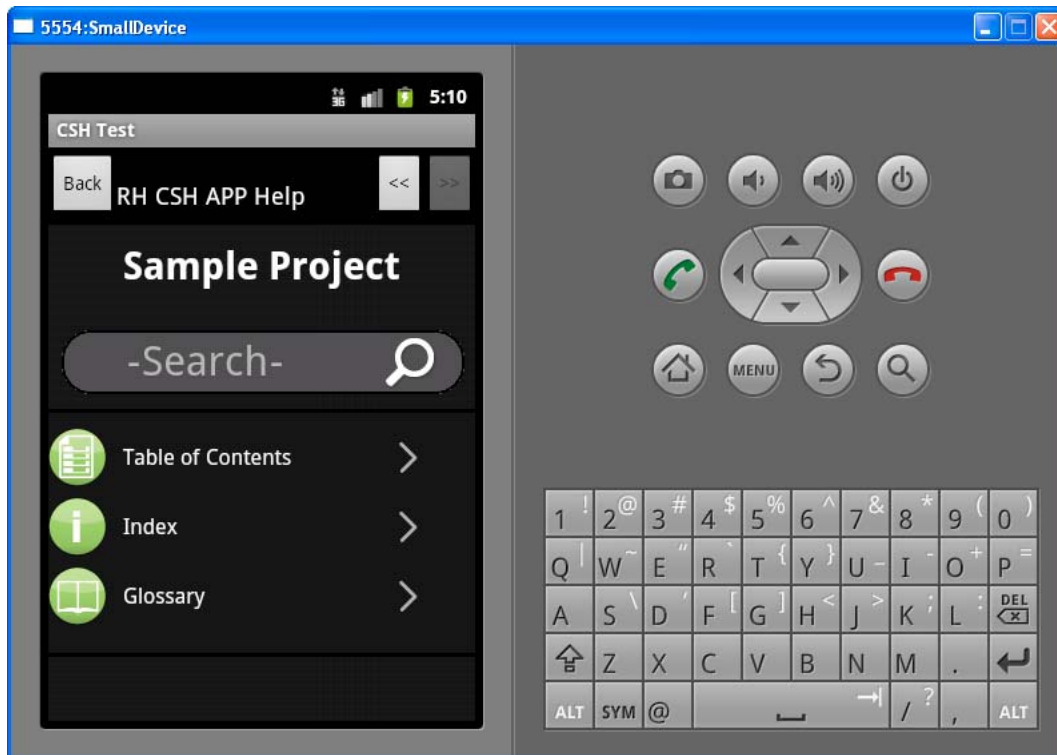 5554:SmallDevice
3G 5:10
CSH Test
Back RH CSH APP Help << >>
Sample Project
-Search-
Table of Contents
i Index
Glossary
MENU
1 ! 2 @ 3 # 4 $ 5 % 6 ^ 7 & 8 * 9 ( 0 )
Q | W ~ E " R ` T { Y } U _ I - O + P =
A S \ D ' F [ G ] H < J > K ; L : DEL
Z X C V B N M .
ALT SYM @ / ? , ALT